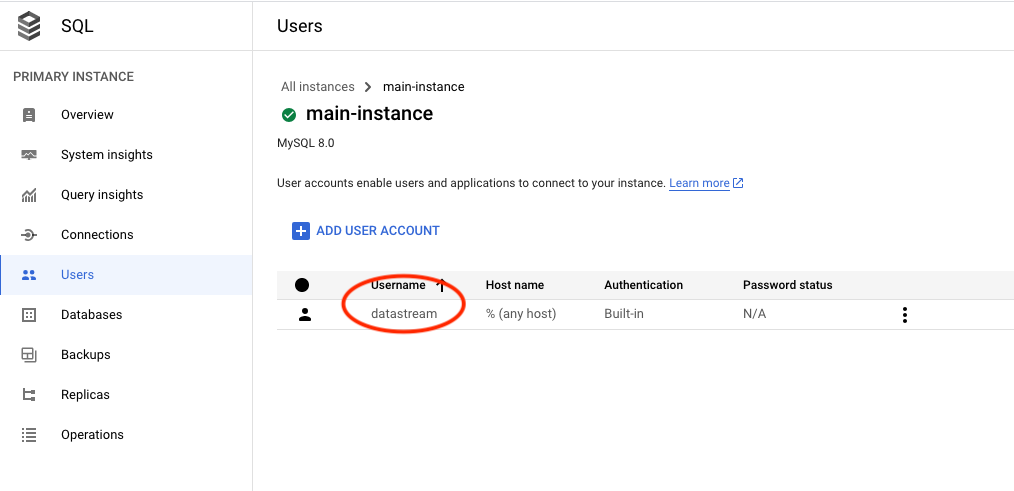 SQL
Users
PRIMARY INSTANCE
Overview
System insights
Query insights
Connections
Users
Databases
Backups
Replicas
Operations
All instances main-instance
main-instance
MySQL 8.0
User accounts enable users and applications to connect to your instance. Learn more
ADD USER ACCOUNT
Username Host name Authentication Password status
datastream % (any host) Built-in N/A